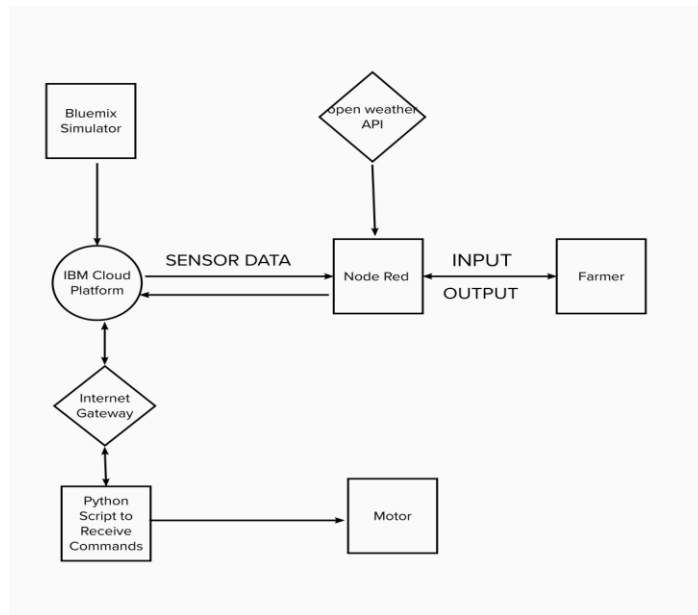 Bluemix
Simulator
open weather
API
IBM Cloud
Platform
SENSOR DATA
Node Red
INPUT
OUTPUT
Farmer
Internet
Gateway
Python
Script to
Receive
Commands
Motor